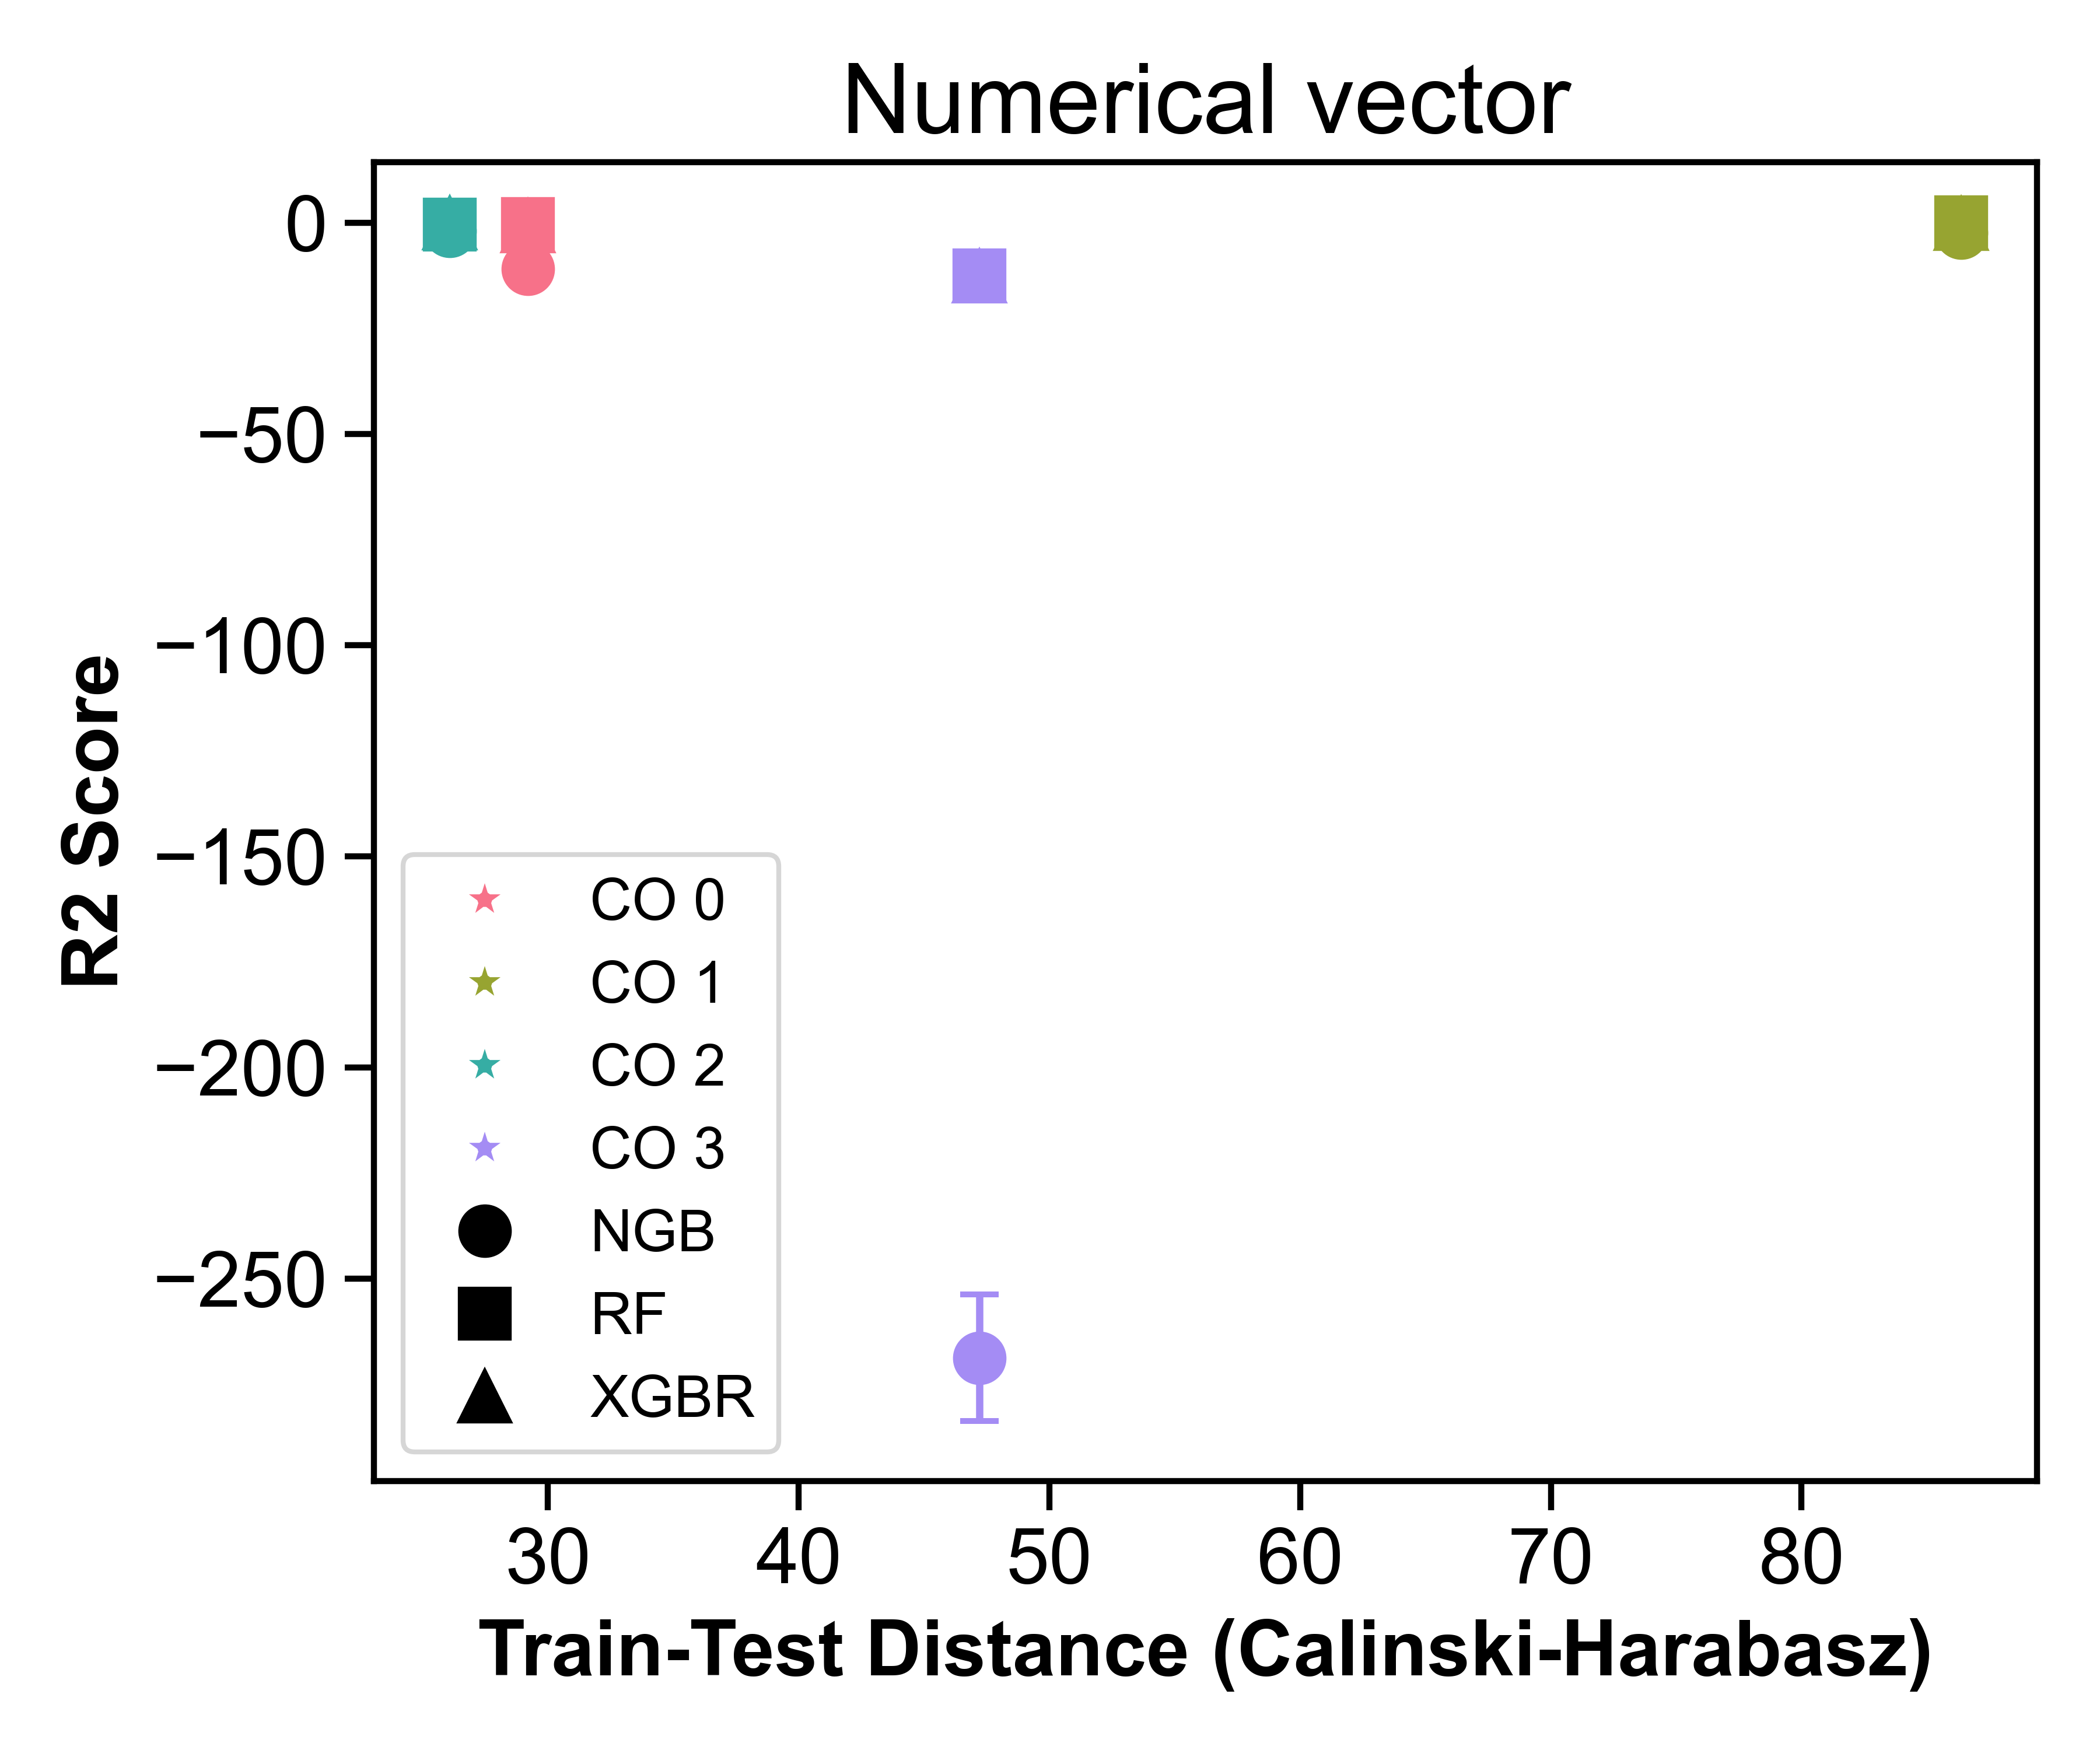 Numerical vector
0
−50
−100
−150
−200
−250
R2 Score
CO 0
CO 1
CO 2
CO 3
NGB
RF
XGBR
30 40 50 60 70 80
Train-Test Distance (Calinski-Harabasz)